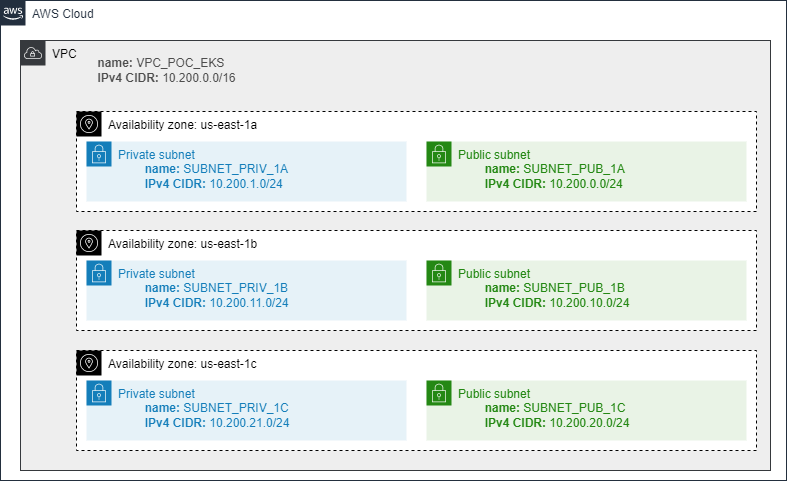 aws
AWS Cloud
VPC
name: VPC_POC_EKS
IPv4 CIDR: 10.200.0.0/16
Availability zone: us-east-1a
Private subnet
name: SUBNET_PRIV_1A
IPv4 CIDR: 10.200.1.0/24
Public subnet
name: SUBNET_PUB_1A
IPv4 CIDR: 10.200.0.0/24
Availability zone: us-east-1b
Private subnet
name: SUBNET_PRIV_1B
IPv4 CIDR: 10.200.11.0/24
Public subnet
name: SUBNET_PUB_1B
IPv4 CIDR: 10.200.10.0/24
Availability zone: us-east-1c
Private subnet
name: SUBNET_PRIV_1C
IPv4 CIDR: 10.200.21.0/24
Public subnet
name: SUBNET_PUB_1C
IPv4 CIDR: 10.200.20.0/24